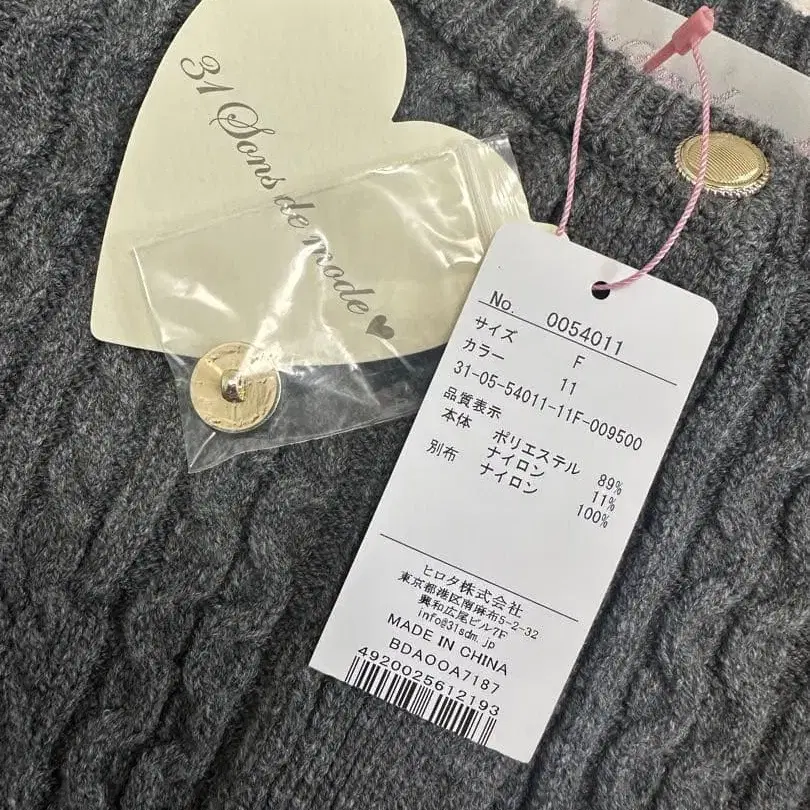 31 Sons de mode♥
No. 0054011
サイズ F
カラー 11
31-05-54011-11F-009500
品質表示
本体 ポリエステル 89%
ナイロン 11%
別布 ナイロン 100%
ヒロタ株式会社
東京都港区南麻布5-2-32
興和広尾ビル7F
info@31sdm.jp
MADE IN CHINA
BDAOOA7187
4920025612193